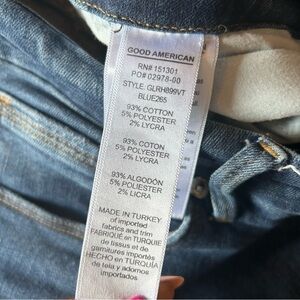 GOOD AMERICAN
RN# 151301
PO# 02978-00
STYLE: GLRH899VT
BLUE265
93% COTTON
5% POLYESTER
2% LYCRA
93% COTON
5% POLYESTER
2% LYCRA
93% ALGODÓN
5% POLIESTER
2% LICRA
MADE IN TURKEY
of imported
fabrics and trim
FABRIQUÉ en TURQUIE
de tissus et de
garnitures importés
HECHO en TURQUÍA
de tela y adornos
importados